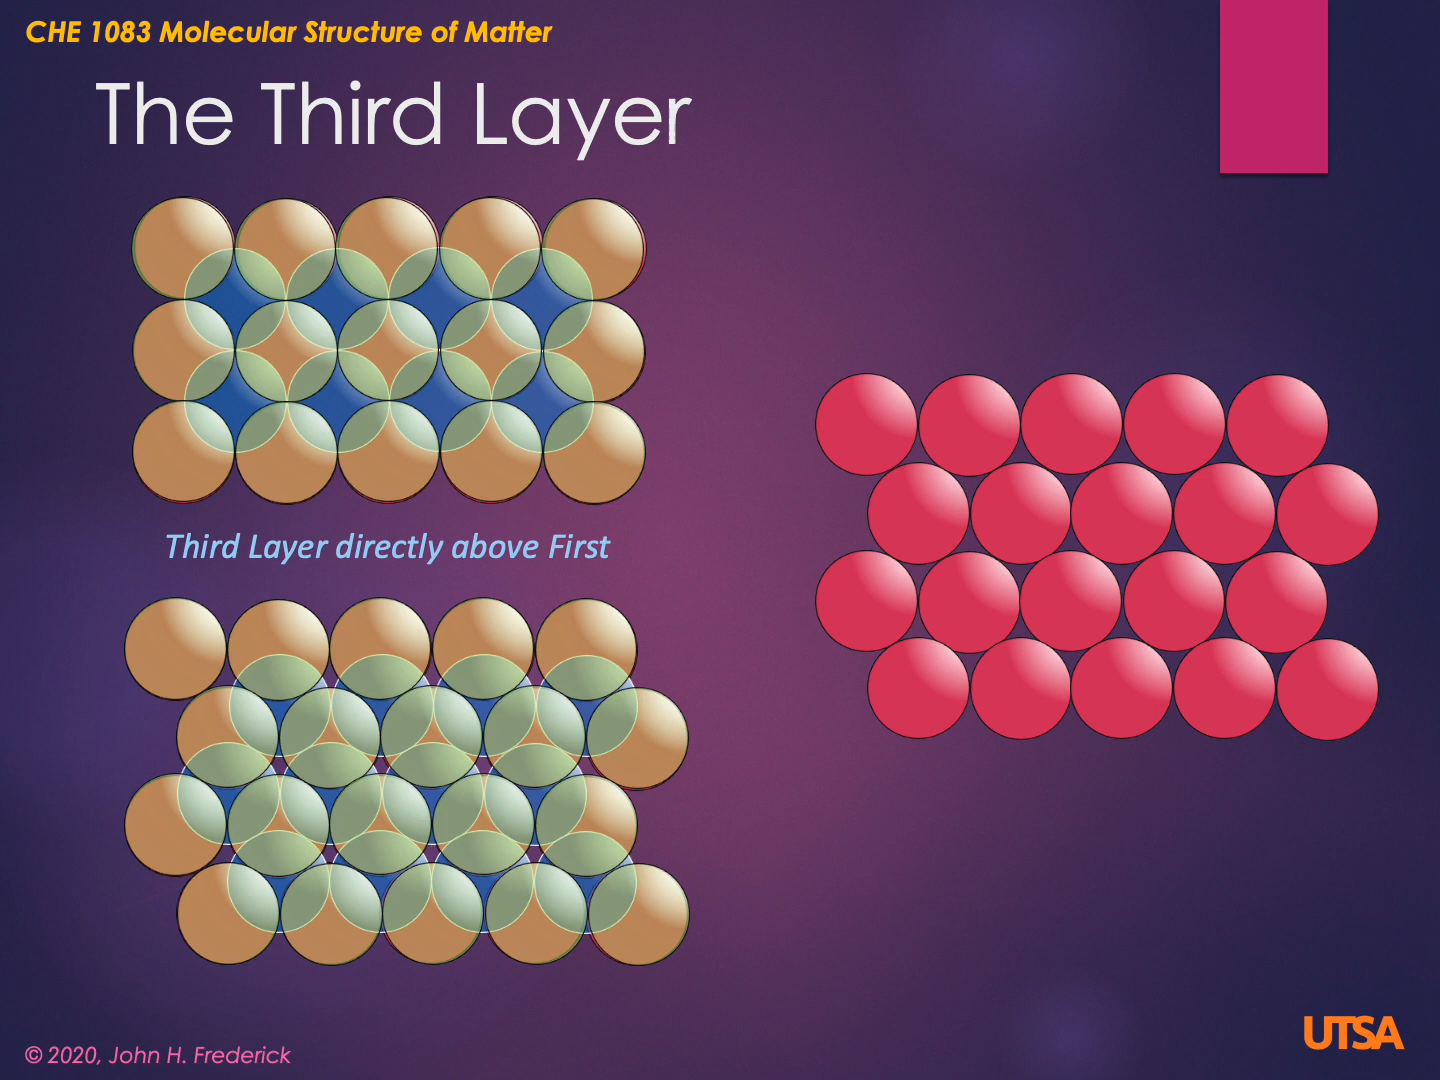 CHE 1083 Molecular Structure of Matter
The Third Layer
Third Layer directly above First
© 2020, John H. Frederick
UTSA